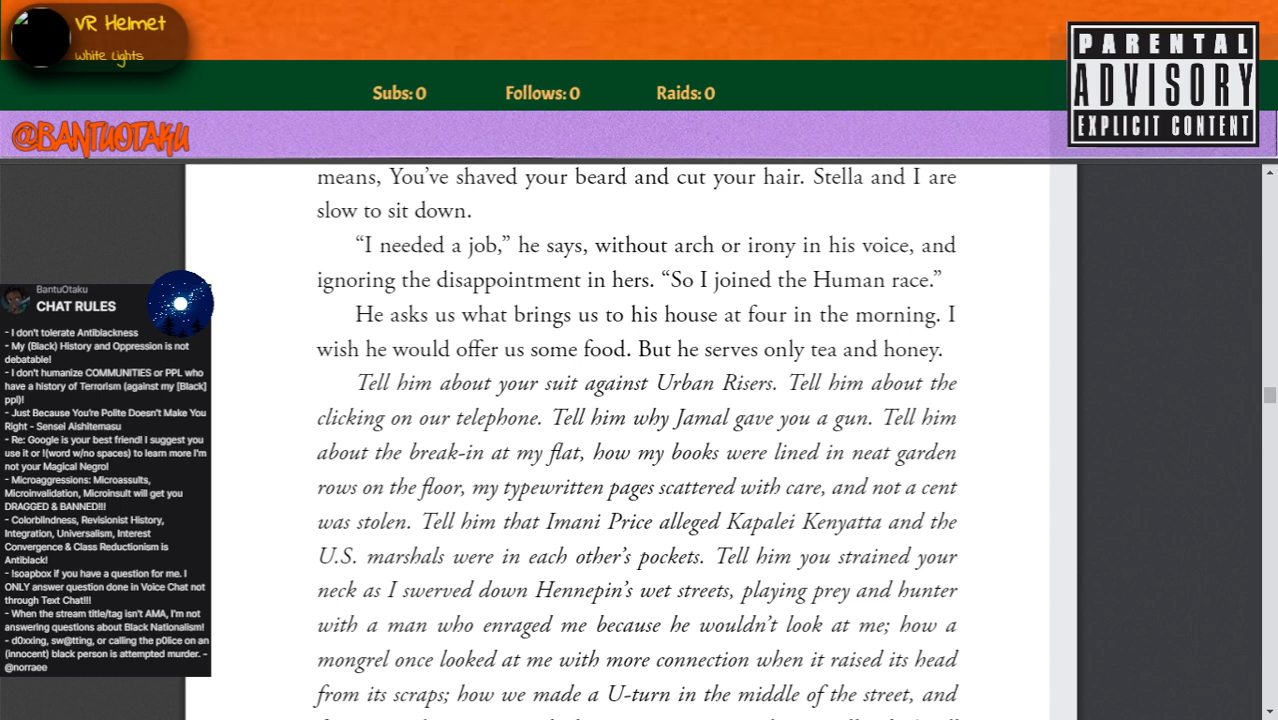 VR Helmet
White Lights
Subs: 0
Follows: 0
Raids: 0
PARENTAL
ADVISORY
EXPLICIT CONTENT
@BANTUOTAKU
means, You’ve shaved your beard and cut your hair. Stella and I are
slow to sit down.
“I needed a job,” he says, without arch or irony in his voice, and
ignoring the disappointment in hers. “So I joined the Human race.”
He asks us what brings us to his house at four in the morning. I
wish he would offer us some food. But he serves only tea and honey.
Tell him about your suit against Urban Risers. Tell him about the
clicking on our telephone. Tell him why Jamal gave you a gun. Tell him
about the break-in at my flat, how my books were lined in neat garden
rows on the floor, my typewritten pages scattered with care, and not a cent
was stolen. Tell him that Imani Price alleged Kapalei Kenyatta and the
U.S. marshals were in each other’s pockets. Tell him you strained your
neck as I swerved down Hennepin’s wet streets, playing prey and hunter
with a man who enraged me because he wouldn’t look at me; how a
mongrel once looked at me with more connection when it raised its head
from its scraps; how we made a U-turn in the middle of the street, and
BantuOtaku
CHAT RULES
- I don't tolerate Antiblackness
- My (Black) History and Oppression is not
debatable!
- I don't humanize COMMUNITIES or PPL who
have a history of Terrorism (against my [Black]
ppl)!
- Just Because You're Polite Doesn't Make You
Right - Sensei Aishitemasu
- Re: Google is your best friend! I suggest you
use it or !(word w/no spaces) to learn more I'm
not your Magical Negro!
- Microaggressions: Microassults,
Microinvalidation, Microinsult will get you
DRAGGED & BANNED!!!
- Colorblindness, Revisionist History,
Integration, Universalism, Interest
Convergence & Class Reductionism is
Antiblack!
- !soapbox if you have a question for me. I
ONLY answer question done in Voice Chat not
through Text Chat!!!
- When the stream title/tag isn't AMA, I'm not
answering questions about Black Nationalism!
- d0xxing, sw@tting, or calling the p0lice on an
(innocent) black person is attempted murder. -
@norraee